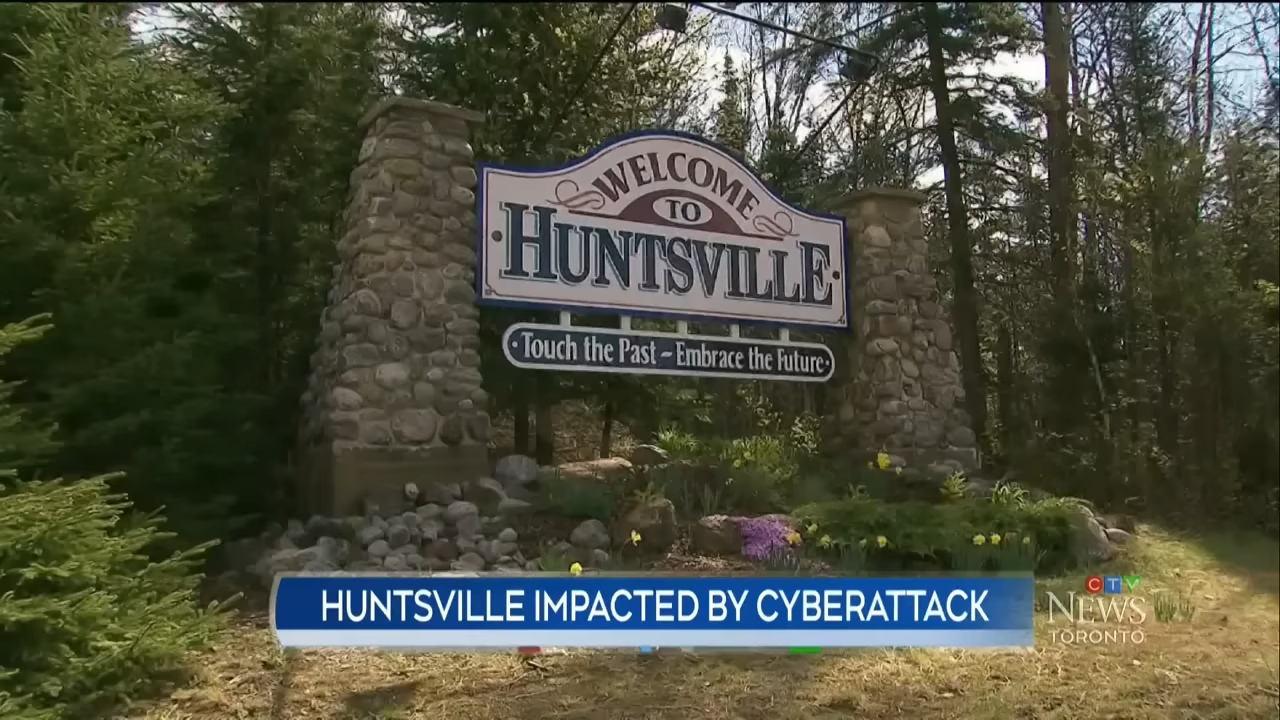 WELCOME
TO
HUNTSVILLE
Touch the Past ~ Embrace the Future
HUNTSVILLE IMPACTED BY CYBERATTACK
CTV
NEWS
TORONTO